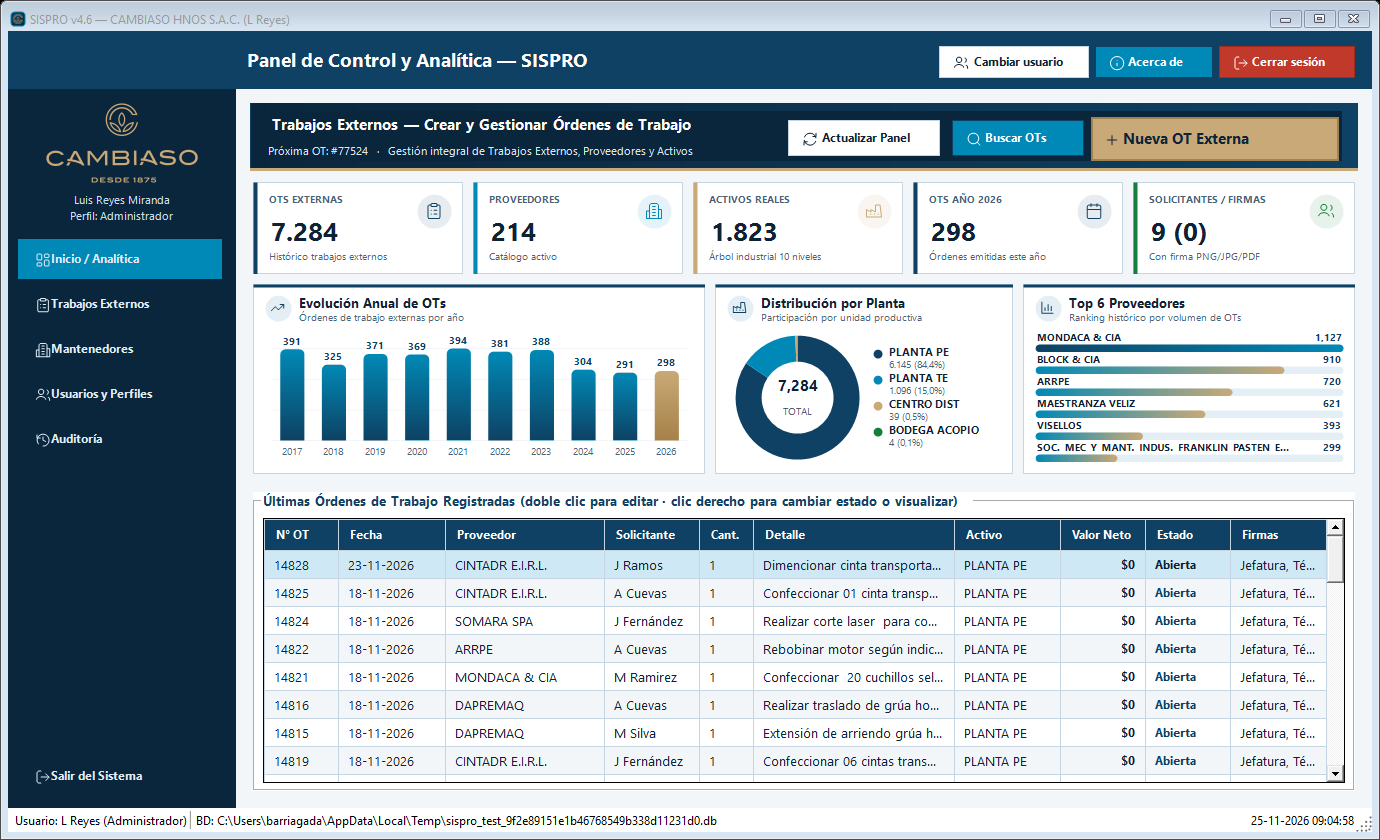 SISPRO v4.6 — CAMBIASO HNOS S.A.C. (L Reyes)
Panel de Control y Analítica — SISPRO
Cambiar usuario
Acerca de
Cerrar sesión
CAMBIASO
DESDE 1875
Luis Reyes Miranda
Perfil: Administrador
Inicio / Analítica
Trabajos Externos
Mantenedores
Usuarios y Perfiles
Auditoría
Salir del Sistema
Trabajos Externos — Crear y Gestionar Órdenes de Trabajo
Próxima OT: #77524 · Gestión integral de Trabajos Externos, Proveedores y Activos
Actualizar Panel
Buscar OTs
+ Nueva OT Externa
OTS EXTERNAS
7.284
Histórico trabajos externos
PROVEEDORES
214
Catálogo activo
ACTIVOS REALES
1.823
Árbol industrial 10 niveles
OTS AÑO 2026
298
Órdenes emitidas este año
SOLICITANTES / FIRMAS
9 (0)
Con firma PNG/JPG/PDF
Evolución Anual de OTs
Órdenes de trabajo externas por año
391 325 371 369 394 381 388 304 291 298
2017 2018 2019 2020 2021 2022 2023 2024 2025 2026
Distribución por Planta
Participación por unidad productiva
7,284
TOTAL
PLANTA PE
6.145 (84,4%)
PLANTA TE
1.096 (15,0%)
CENTRO DIST
39 (0,5%)
BODEGA ACOPIO
4 (0,1%)
Top 6 Proveedores
Ranking histórico por volumen de OTs
MONDACA & CIA 1,127
BLOCK & CIA 910
ARRPE 720
MAESTRANZA VELIZ 621
VISELLOS 393
SOC. MEC Y MANT. INDUS. FRANKLIN PASTEN E... 299
Últimas Órdenes de Trabajo Registradas (doble clic para editar · clic derecho para cambiar estado o visualizar)
N° OT Fecha Proveedor Solicitante Cant. Detalle Activo Valor Neto Estado Firmas
14828 23-11-2026 CINTADR E.I.R.L. J Ramos 1 Dimencionar cinta transporta... PLANTA PE $0 Abierta Jefatura, Té...
14825 18-11-2026 CINTADR E.I.R.L. A Cuevas 1 Confeccionar 01 cinta transp... PLANTA PE $0 Abierta Jefatura, Té...
14824 18-11-2026 SOMARA SPA J Fernández 1 Realizar corte laser para co... PLANTA PE $0 Abierta Jefatura, Té...
14822 18-11-2026 ARRPE A Cuevas 1 Rebobinar motor según indic... PLANTA PE $0 Abierta Jefatura, Té...
14821 18-11-2026 MONDACA & CIA M Ramirez 1 Confeccionar 20 cuchillos sel... PLANTA PE $0 Abierta Jefatura, Té...
14816 18-11-2026 DAPREMAQ A Cuevas 1 Realizar traslado de grúa ho... PLANTA PE $0 Abierta Jefatura, Té...
14815 18-11-2026 DAPREMAQ M Silva 1 Extensión de arriendo grúa h... PLANTA PE $0 Abierta Jefatura, Té...
14819 18-11-2026 CINTADR E.I.R.L. J Fernández 1 Confeccionar 06 cintas trans... PLANTA PE $0 Abierta Jefatura, Té...
Usuario: L Reyes (Administrador) BD: C:\Users\barriagada\AppData\Local\Temp\sispro_test_9f2e89151e1b46768549b338d11231d0.db 25-11-2026 09:04:58